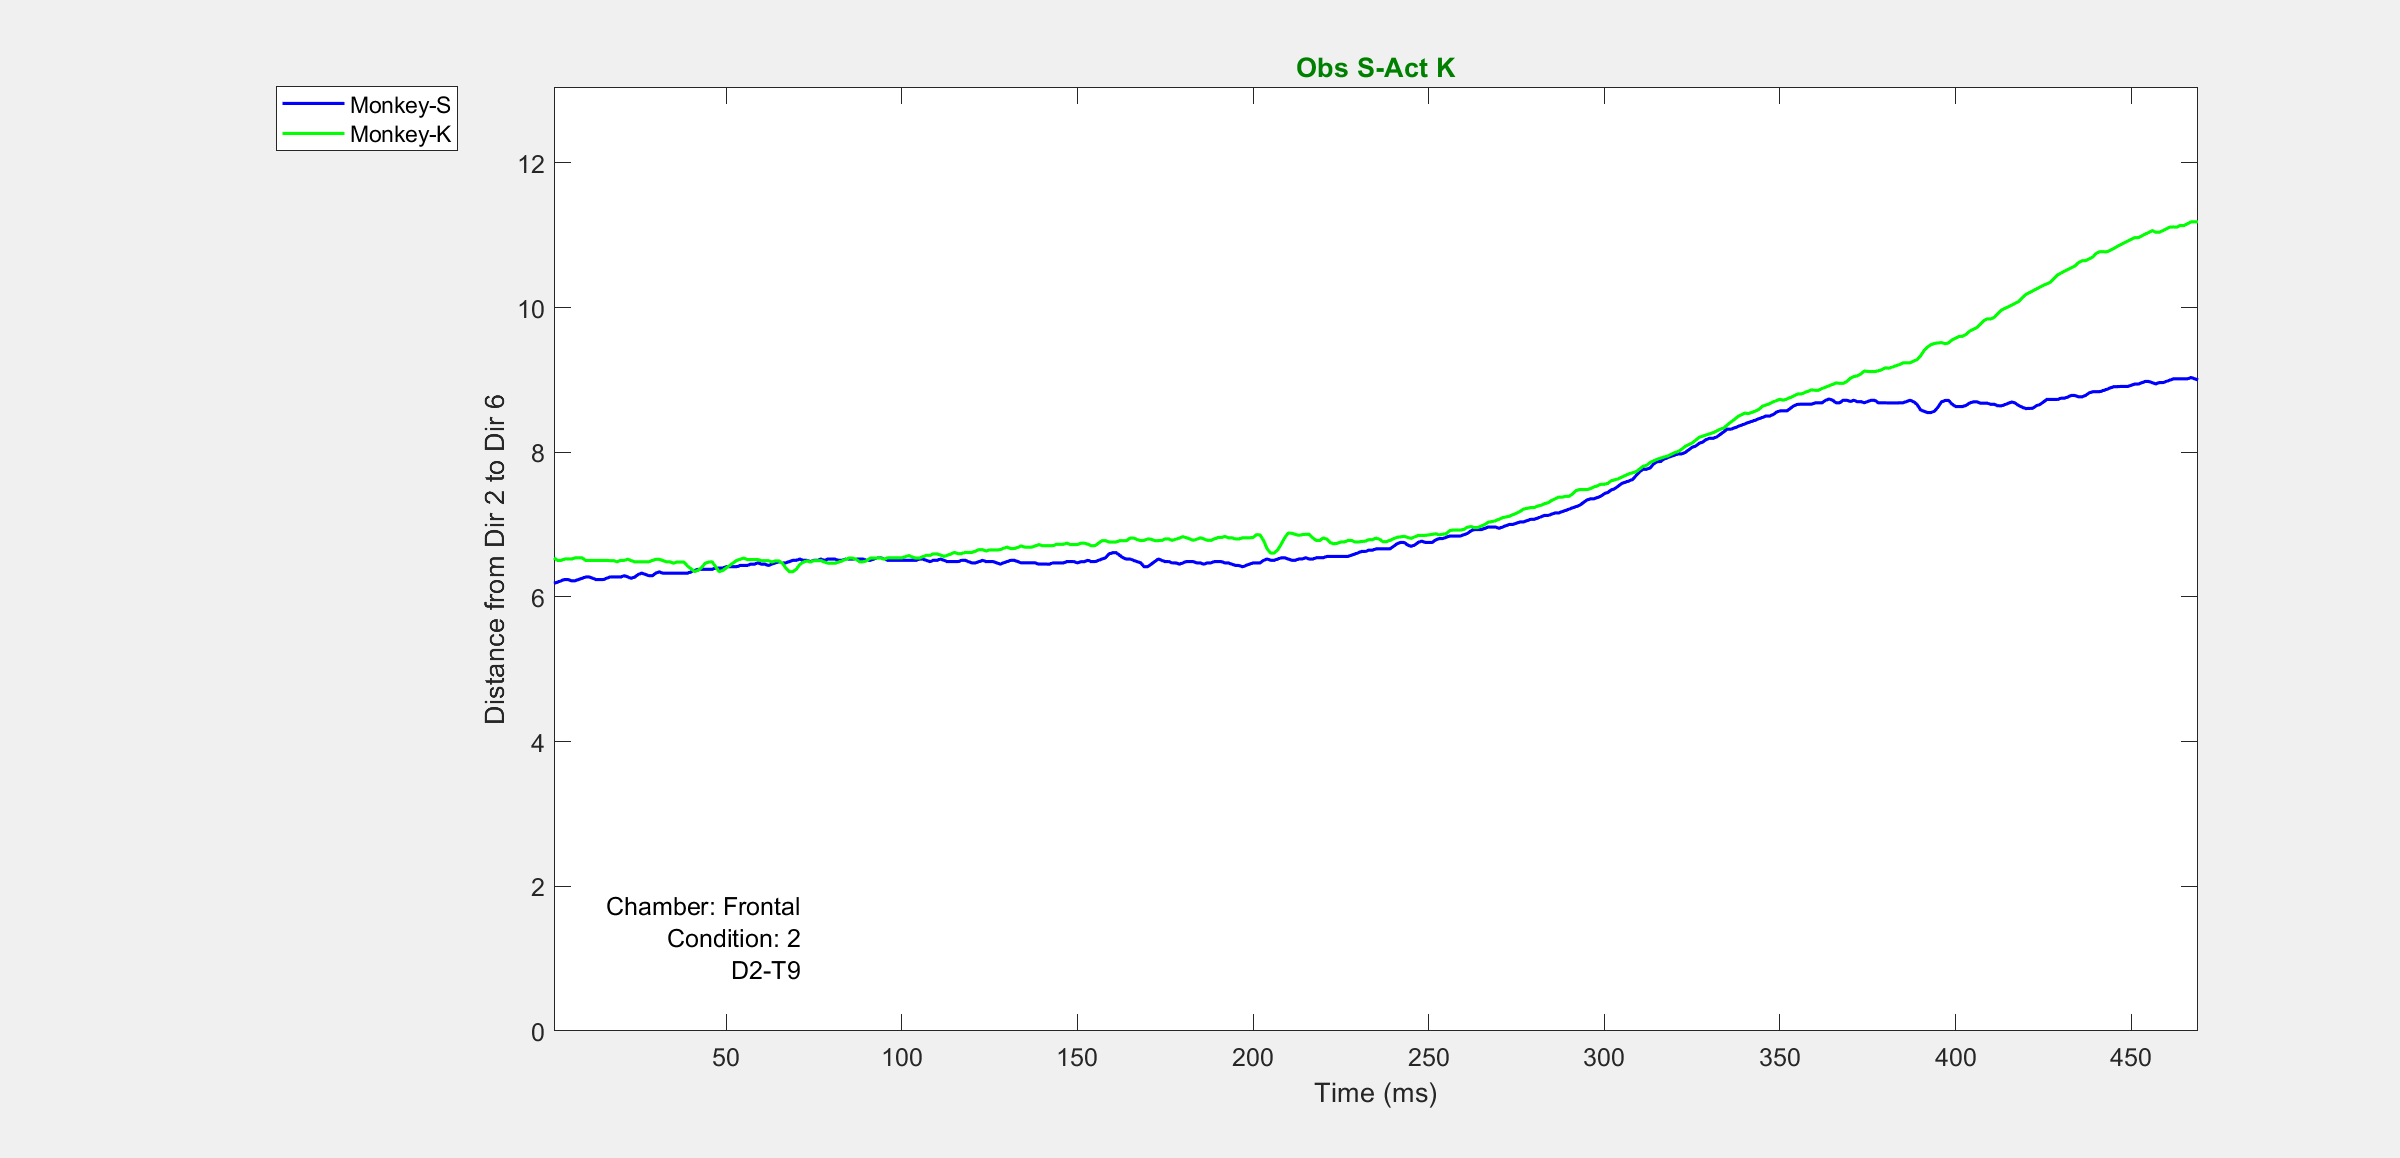 Obs S-Act K
Monkey-S
Monkey-K
Distance from Dir 2 to Dir 6
12
10
8
6
4
2
0
Chamber: Frontal
Condition: 2
D2-T9
50 100 150 200 250 300 350 400 450
Time (ms)